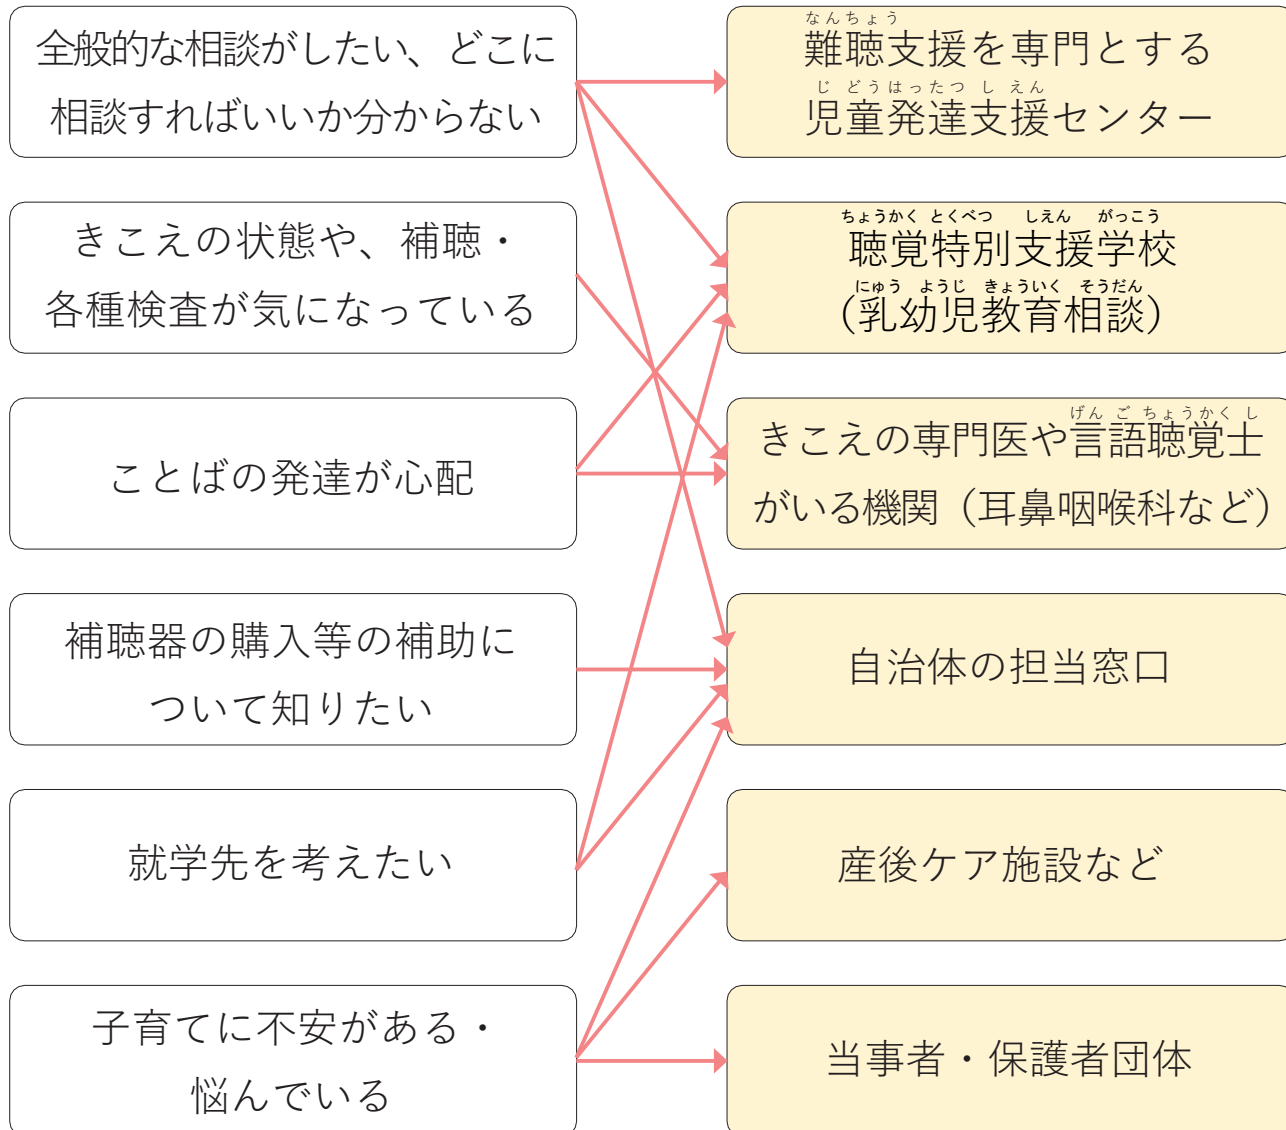 全般的な相談がしたい、どこに
相談すればいいか分からない
きこえの状態や、補聴・
各種検査が気になっている
ことばの発達が心配
補聴器の購入等の補助に
ついて知りたい
就学先を考えたい
子育てに不安がある・
悩んでいる
なんちょう
難聴支援を専門とする
じどうはったつしえん
児童発達支援センター
ちょうかく とくべつ しえん がっこう
聴覚特別支援学校
にゅう ようじ きょういく そうだん
(乳幼児教育相談)
げんごちょうかくし
きこえの専門医や言語聴覚士
がいる機関（耳鼻咽喉科など）
自治体の担当窓口
産後ケア施設など
当事者・保護者団体